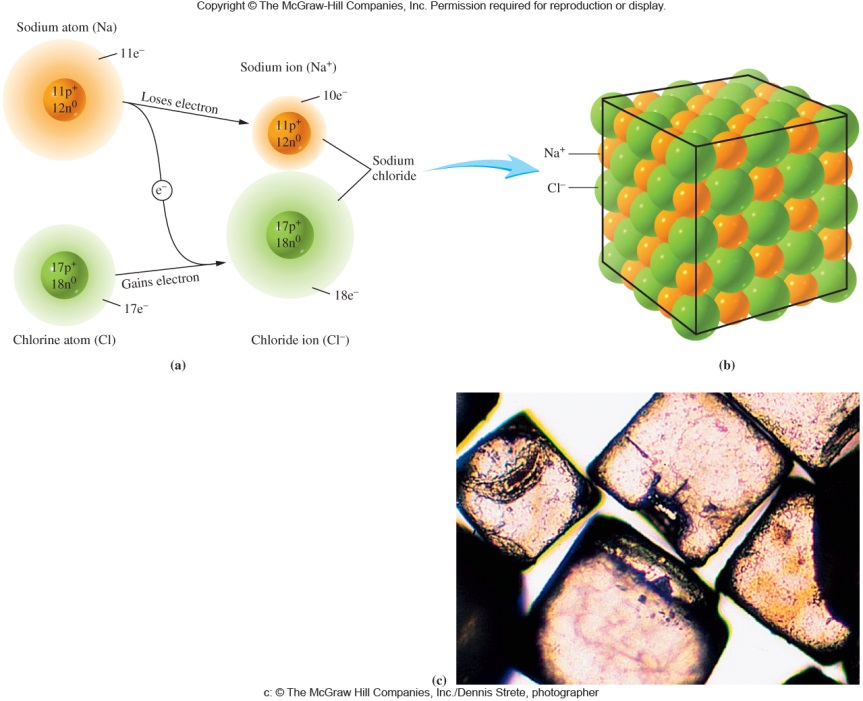 Copyright © The McGraw-Hill Companies, Inc. Permission required for reproduction or display.
Sodium atom (Na)
11e⁻
11p⁺
12n⁰
Loses electron
Sodium ion (Na⁺)
10e⁻
11p⁺
12n⁰
e⁻
Sodium
chloride
17p⁺
18n⁰
Gains electron
17e⁻
Chlorine atom (Cl)
17p⁺
18n⁰
18e⁻
Chloride ion (Cl⁻)
(a)
Na⁺
Cl⁻
(b)
(c)
c: © The McGraw Hill Companies, Inc./Dennis Strete, photographer